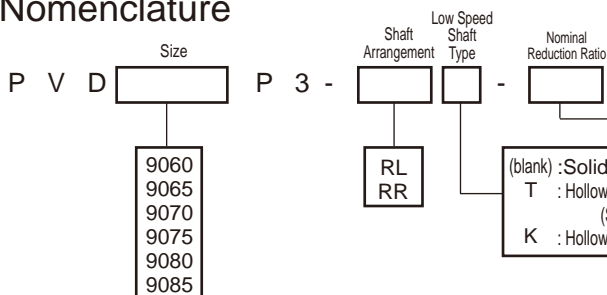 Nomenclature
Size
Shaft Arrangement
Low Speed Shaft Type
Nominal Reduction Ratio
P V D P 3 - -
9060
9065
9070
9075
9080
9085
RL
RR
(blank) :Solid
T : Hollow
(S
K : Hollow